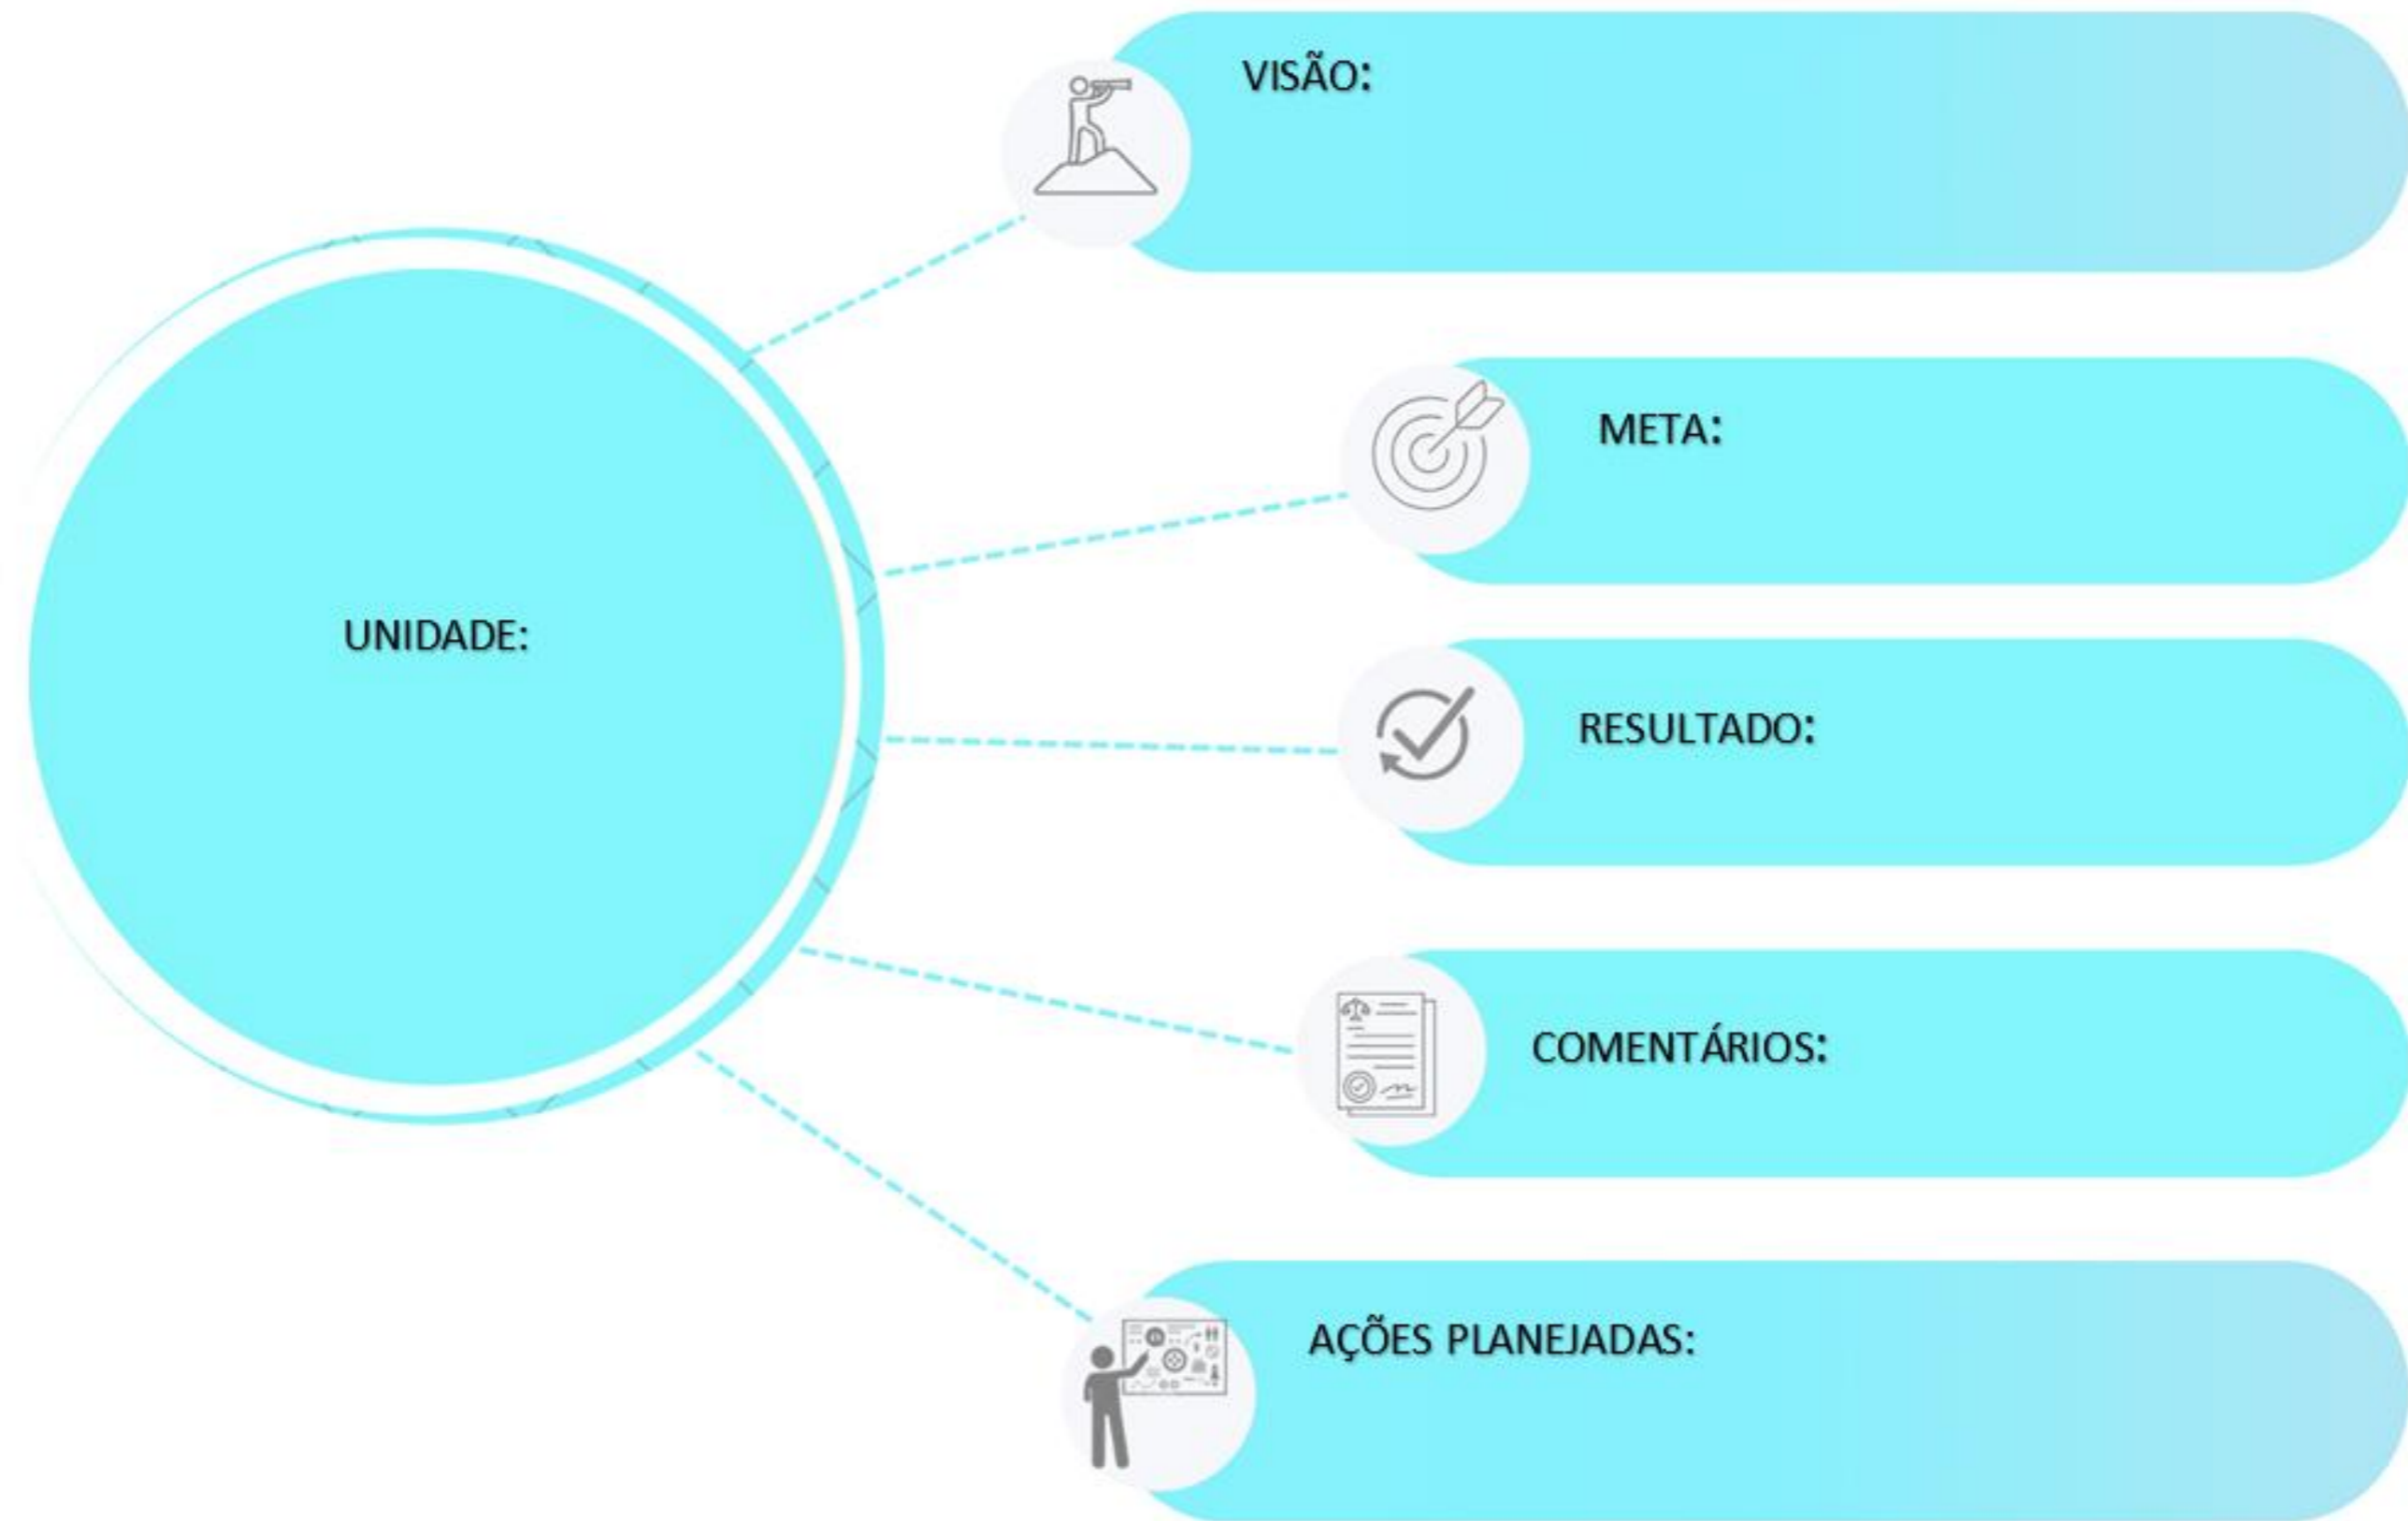 VISÃO:
META:
UNIDADE:
RESULTADO:
COMENTÁRIOS:
AÇÕES PLANEJADAS: